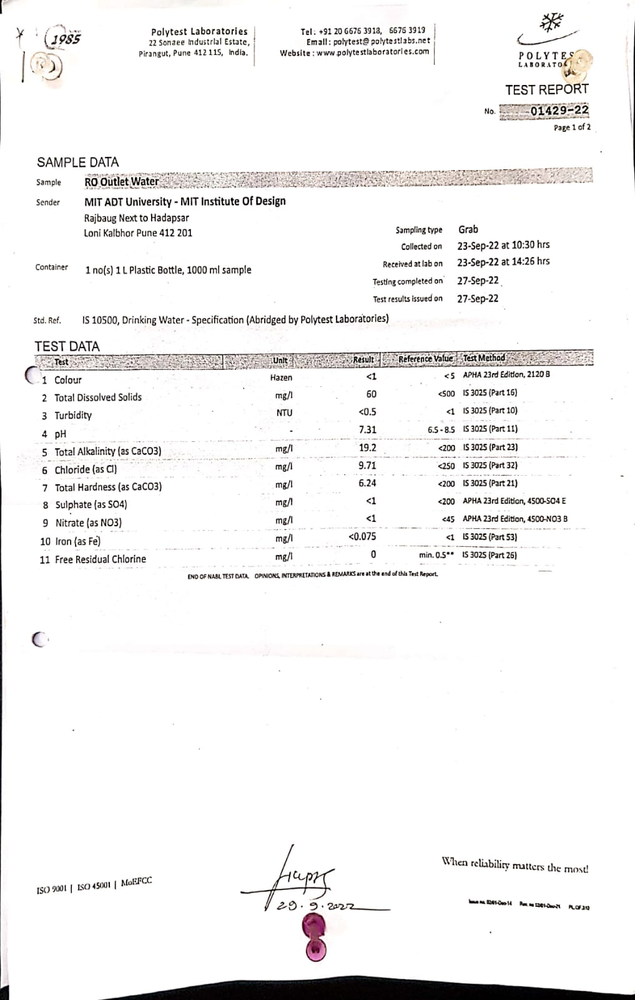 1985
Polytest Laboratories
22 Sonaee Industrial Estate,
Pirangut, Pune 412 115, India.
Tel : +91 20 6676 3918, 6676 3919
Email : polytest@ polytestlabs.net
Website : www.polytestlaboratories.com
POLYTES
LABORATO
TEST REPORT
No. 01429-22
Page 1 of 2
SAMPLE DATA
Sample RO Outlet Water
Sender MIT ADT University - MIT Institute Of Design
Rajbaug Next to Hadapsar
Loni Kalbhor Pune 412 201
Sampling type Grab
Collected on 23-Sep-22 at 10:30 hrs
Received at lab on 23-Sep-22 at 14:26 hrs
Container 1 no(s) 1 L Plastic Bottle, 1000 ml sample
Testing completed on 27-Sep-22
Test results issued on 27-Sep-22
Std. Ref. IS 10500, Drinking Water - Specification (Abridged by Polytest Laboratories)
TEST DATA
Test Unit Result Reference Value Test Method
1 Colour Hazen <1 <5 APHA 23rd Edition, 2120 B
2 Total Dissolved Solids mg/l 60 <500 IS 3025 (Part 16)
3 Turbidity NTU <0.5 <1 IS 3025 (Part 10)
4 pH - 7.31 6.5 - 8.5 IS 3025 (Part 11)
5 Total Alkalinity (as CaCO3) mg/l 19.2 <200 IS 3025 (Part 23)
6 Chloride (as Cl) mg/l 9.71 <250 IS 3025 (Part 32)
7 Total Hardness (as CaCO3) mg/l 6.24 <200 IS 3025 (Part 21)
8 Sulphate (as SO4) mg/l <1 <200 APHA 23rd Edition, 4500-SO4 E
9 Nitrate (as NO3) mg/l <1 <45 APHA 23rd Edition, 4500-NO3 B
10 Iron (as Fe) mg/l <0.075 <1 IS 3025 (Part 53)
11 Free Residual Chlorine mg/l 0 min. 0.5** IS 3025 (Part 26)
END OF NABL TEST DATA. OPINIONS, INTERPRETATIONS & REMARKS are at the end of this Test Report.
When reliability matters the most!
ISO 9001 | ISO 45001 | MoEFCC
29.9.2022